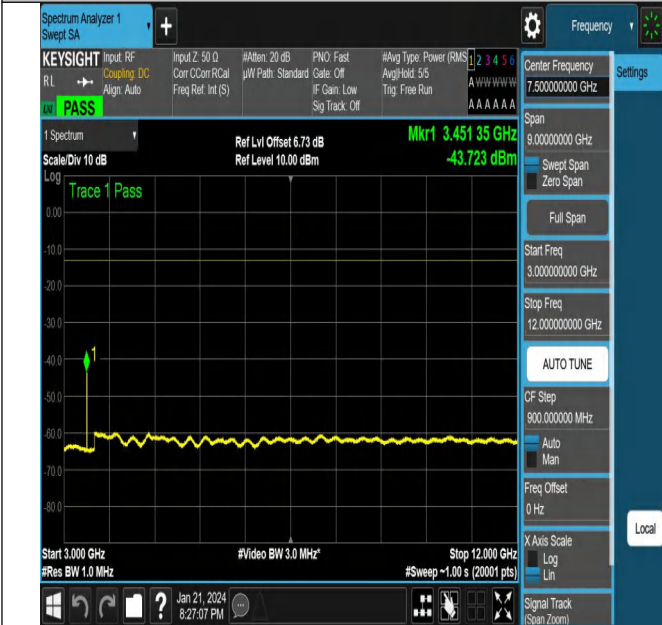 Spectrum Analyzer 1
Swept SA
Frequency
KEYSIGHT
RL
LXI
PASS
Input: RF
Coupling: DC
Align: Auto
Input Z: 50 Ω
Corr CCorr RCal
Freq Ref: Int (S)
#Atten: 20 dB
µW Path: Standard
PNO: Fast
Gate: Off
IF Gain: Low
Sig Track: Off
#Avg Type: Power (RMS
Avg|Hold: 5/5
Trig: Free Run
1 2 3 4 5 6
A W W W W W
A A A A A A
1 Spectrum
Scale/Div 10 dB
Ref Lvl Offset 6.73 dB
Ref Level 10.00 dBm
Mkr1 3.451 35 GHz
-43.723 dBm
Log
Trace 1 Pass
0.00
-10.0
-20.0
-30.0
-40.0
-50.0
-60.0
-70.0
-80.0
1
Start 3.000 GHz
#Res BW 1.0 MHz
#Video BW 3.0 MHz*
Stop 12.000 GHz
#Sweep ~1.00 s (20001 pts)
Jan 21, 2024
8:27:07 PM
Center Frequency
7.500000000 GHz
Settings
Span
9.00000000 GHz
Swept Span
Zero Span
Full Span
Start Freq
3.000000000 GHz
Stop Freq
12.000000000 GHz
AUTO TUNE
CF Step
900.000000 MHz
Auto
Man
Freq Offset
0 Hz
X Axis Scale
Log
Lin
Local
Signal Track
(Span Zoom)